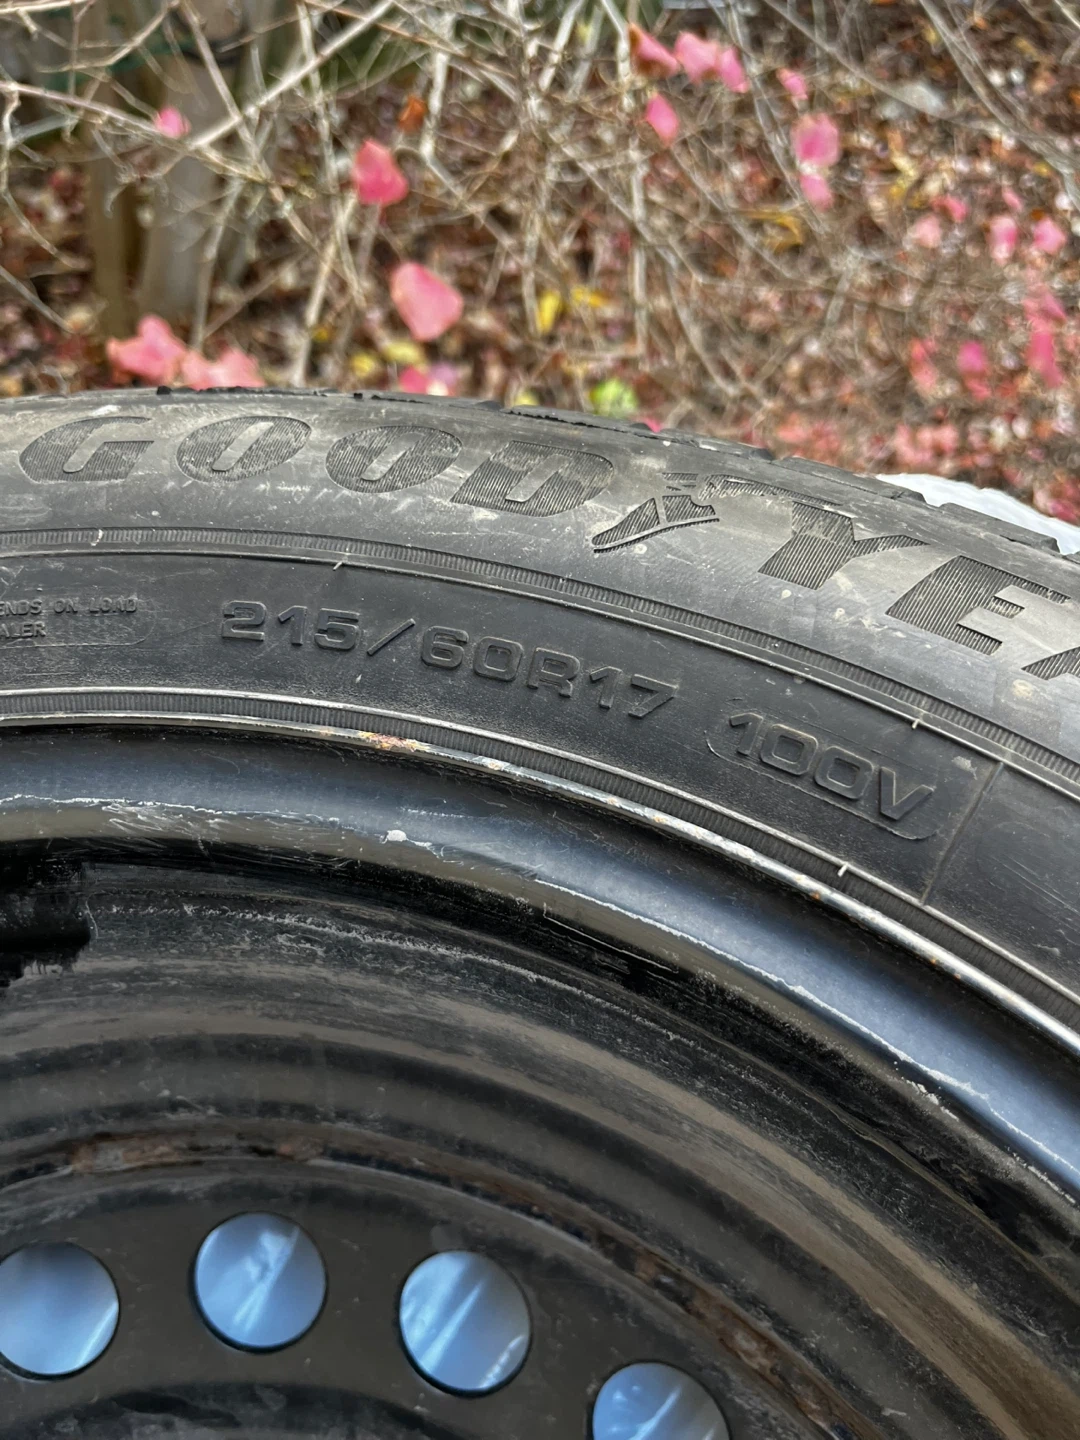 GOODYEA
ENDS ON LOAD
ALER
215/60R17 100V